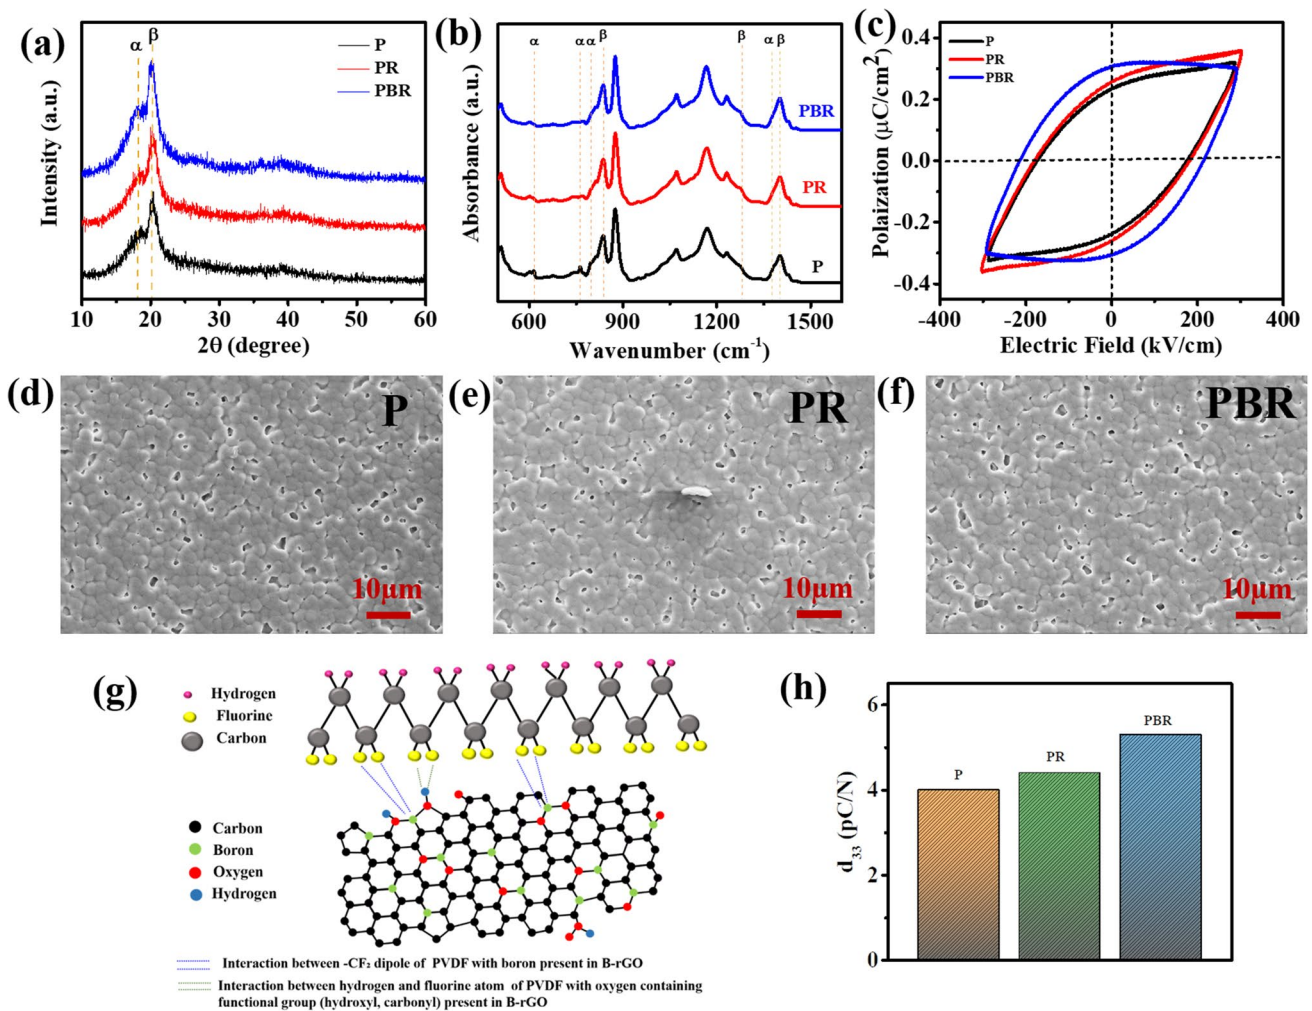 (a)
α
β
P
PR
PBR
Intensity (a.u.)
10 20 30 40 50 60
2θ (degree)
(b)
α α α β β α β
PBR
PR
P
Absorbance (a.u.)
600 900 1200 1500
Wavenumber (cm-1)
(c)
P
PR
PBR
Polaization (μC/cm2)
0.4
0.2
0.0
-0.2
-0.4
-400 -200 0 200 400
Electric Field (kV/cm)
(d)
P
10μm
(e)
PR
10μm
(f)
PBR
10μm
(g)
Hydrogen
Fluorine
Carbon
Carbon
Boron
Oxygen
Hydrogen
Interaction between -CF₂ dipole of PVDF with boron present in B-rGO
Interaction between hydrogen and fluorine atom of PVDF with oxygen containing
functional group (hydroxyl, carbonyl) present in B-rGO
(h)
d33 (pC/N)
6
4
2
0
P
PR
PBR